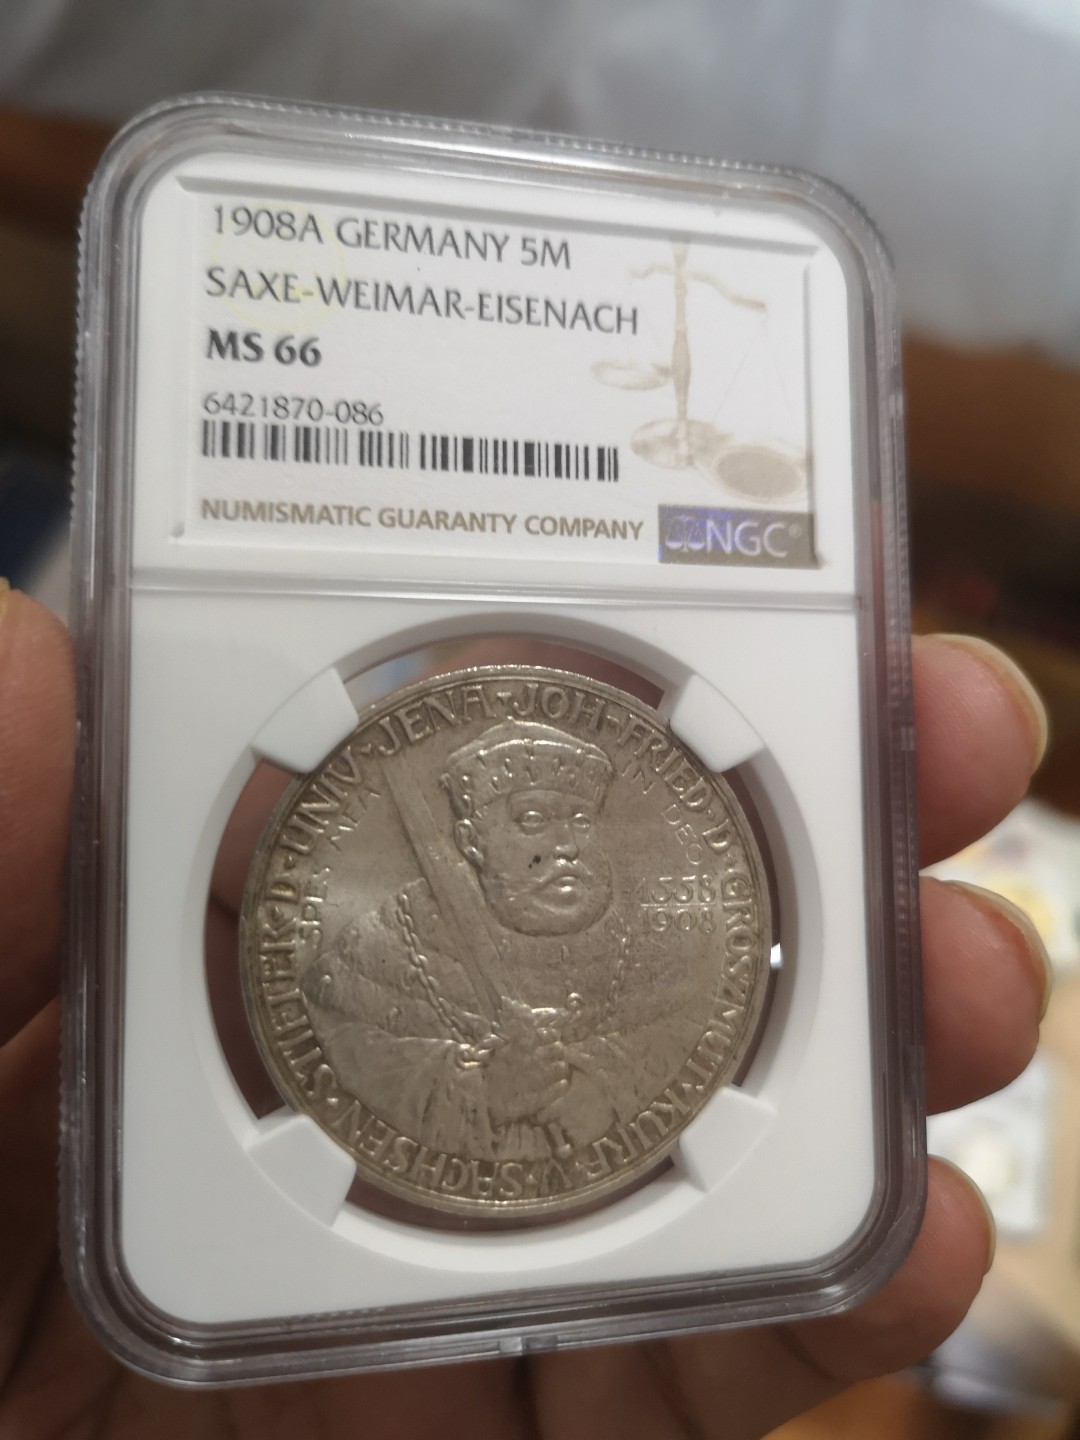 1908A GERMANY 5M
SAXE-WEIMAR-EISENACH
MS 66
6421870-086
NUMISMATIC GUARANTY COMPANY
NGC®
STIFTER·D·UNIV·JENA·JOH·FRIED·D·GROSZMUT·KURF·V·SACHSEN·
SPES MEA
IN DEO
1558
1908